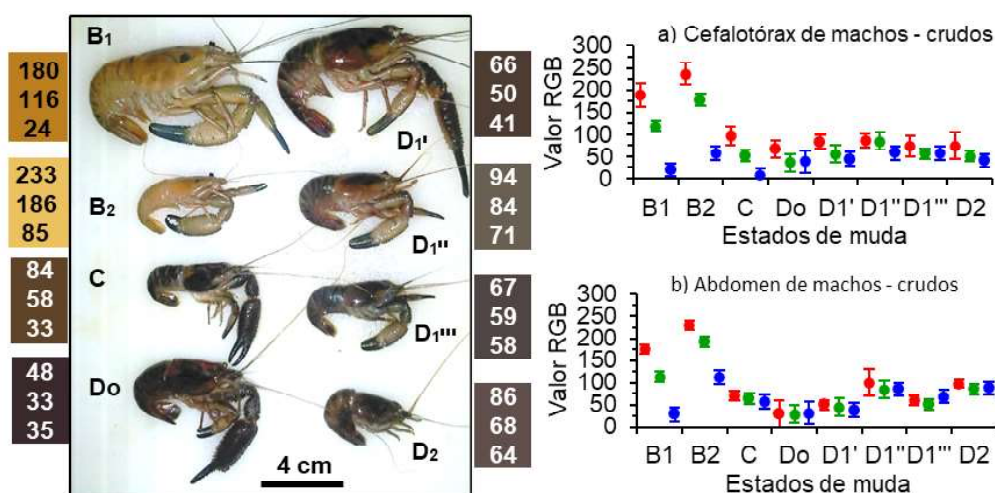 180
116
24
233
186
85
84
58
33
48
33
35
B1
B2
C
Do
D1'
D1''
D1'''
D2
4 cm
66
50
41
94
84
71
67
59
58
86
68
64
a) Cefalotórax de machos - crudos
Valor RGB
300
250
200
150
100
50
0
B1 B2 C Do D1' D1'' D1''' D2
Estados de muda
b) Abdomen de machos - crudos
Valor RGB
300
250
200
150
100
50
0
B1 B2 C Do D1' D1'' D1''' D2
Estados de muda